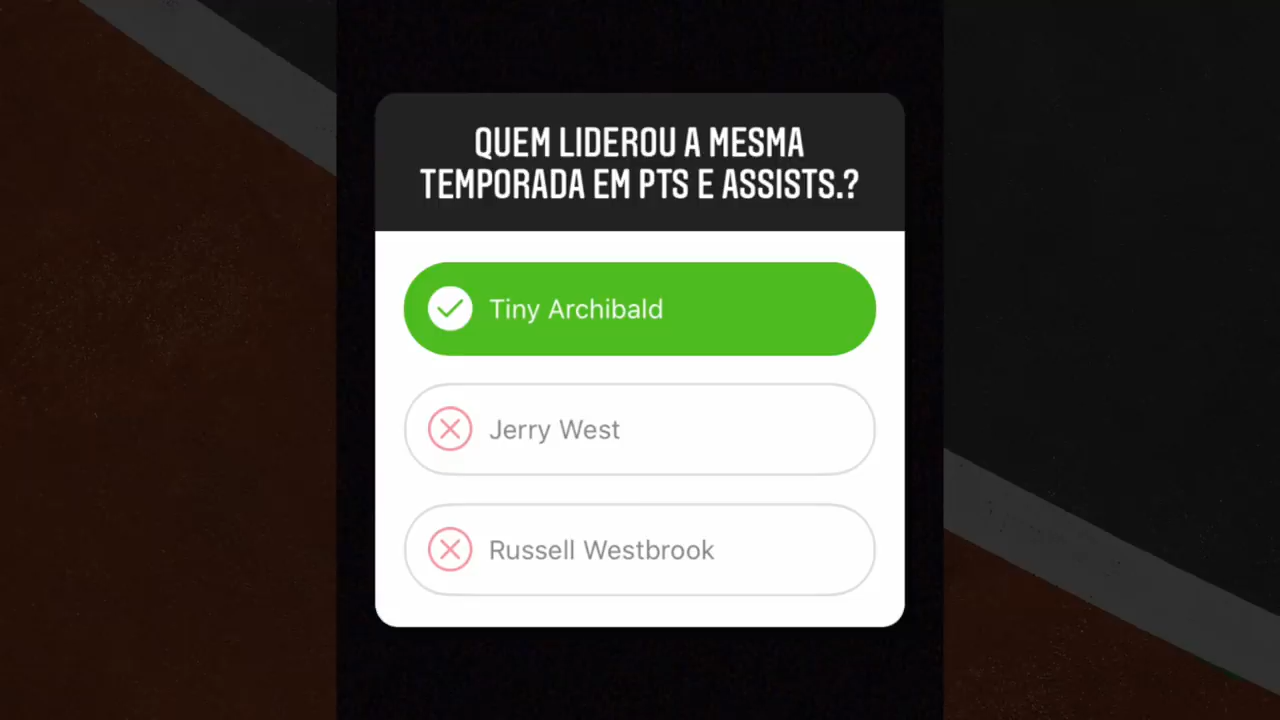 QUEM LIDEROU A MESMA
TEMPORADA EM PTS E ASSISTS.?
Tiny Archibald
Jerry West
Russell Westbrook